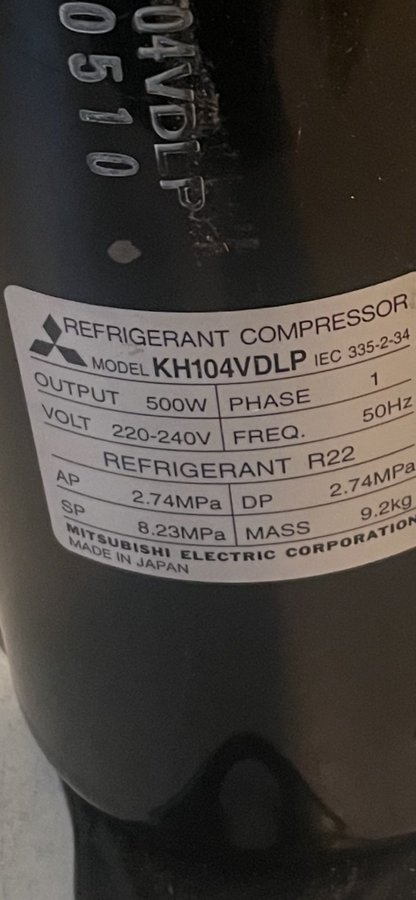 04VDLP
0510
REFRIGERANT COMPRESSOR
MODEL KH104VDLP IEC 335-2-34
OUTPUT 500W PHASE 1
VOLT 220-240V FREQ. 50Hz
REFRIGERANT R22
AP 2.74MPa DP 2.74MPa
SP 8.23MPa MASS 9.2kg
MITSUBISHI ELECTRIC CORPORATION
MADE IN JAPAN